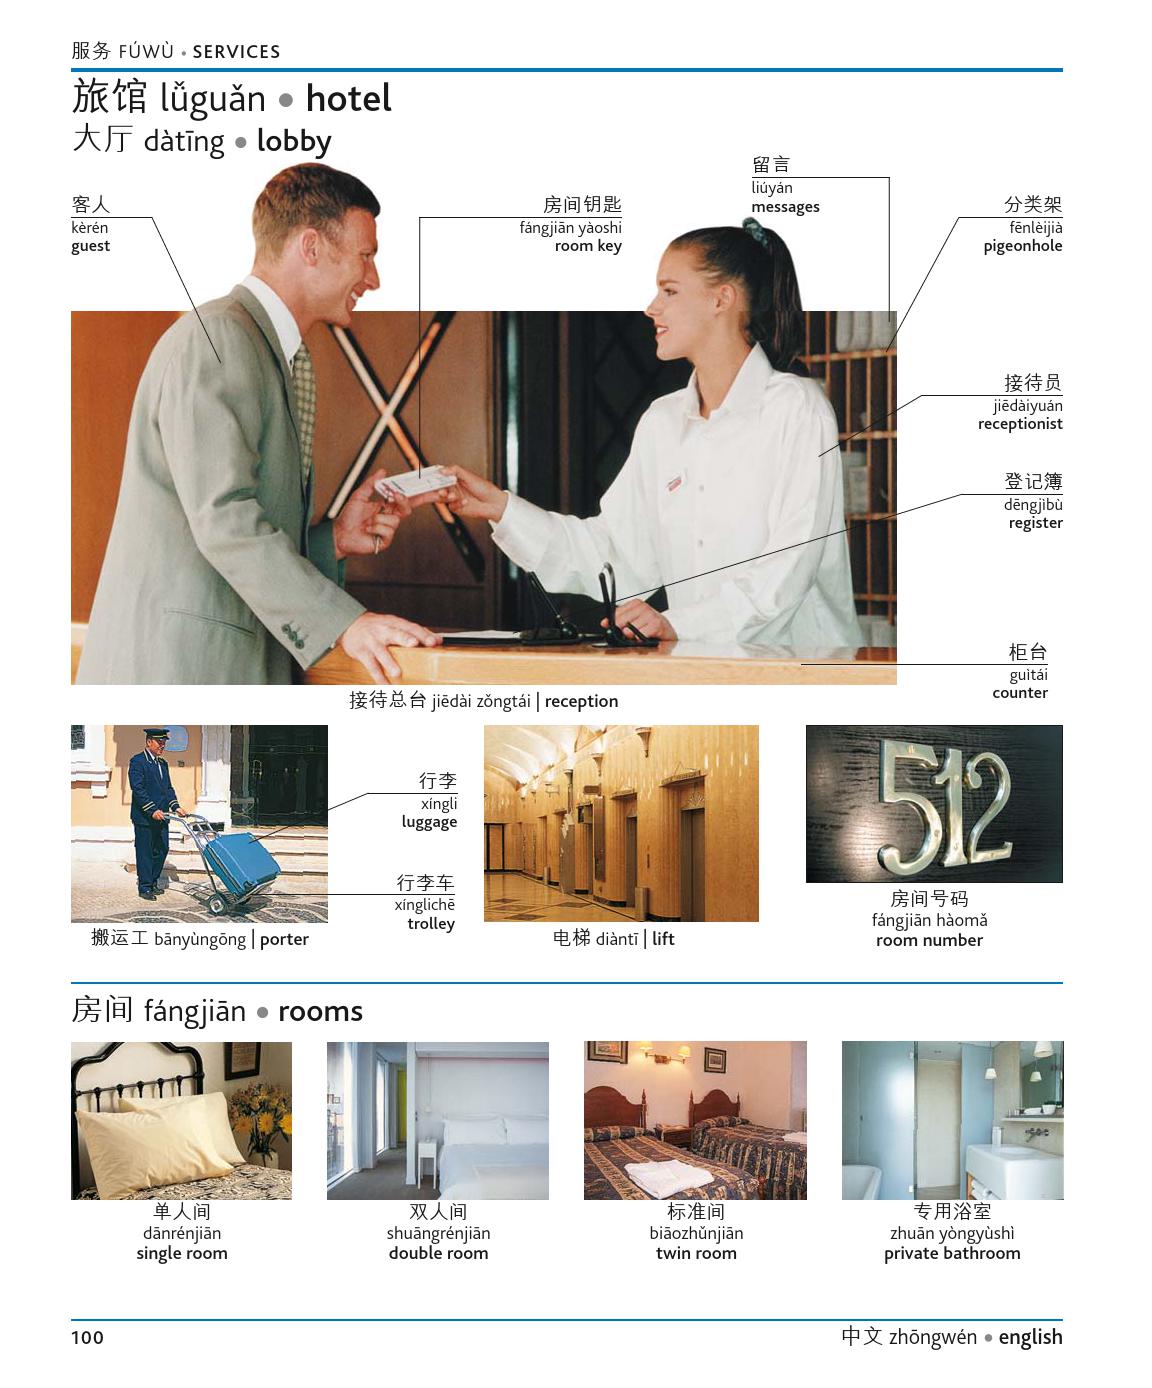 服务 FÚWÙ • SERVICES
旅馆 lǚguǎn • hotel
大厅 dàtīng • lobby
客人
kèrén
guest
房间钥匙
fángjiān yàoshi
room key
留言
liúyán
messages
分类架
fēnlèijià
pigeonhole
接待员
jiēdàiyuán
receptionist
登记簿
dēngjìbù
register
柜台
guìtái
counter
接待总台 jiēdài zǒngtái | reception
行李
xíngli
luggage
行李车
xínglichē
trolley
搬运工 bānyùngōng | porter
电梯 diàntī | lift
512
房间号码
fángjiān hàomǎ
room number
房间 fángjiān • rooms
单人间
dānrénjiān
single room
双人间
shuāngrénjiān
double room
标准间
biāozhǔnjiān
twin room
专用浴室
zhuān yòngyùshì
private bathroom
100
中文 zhōngwén • english